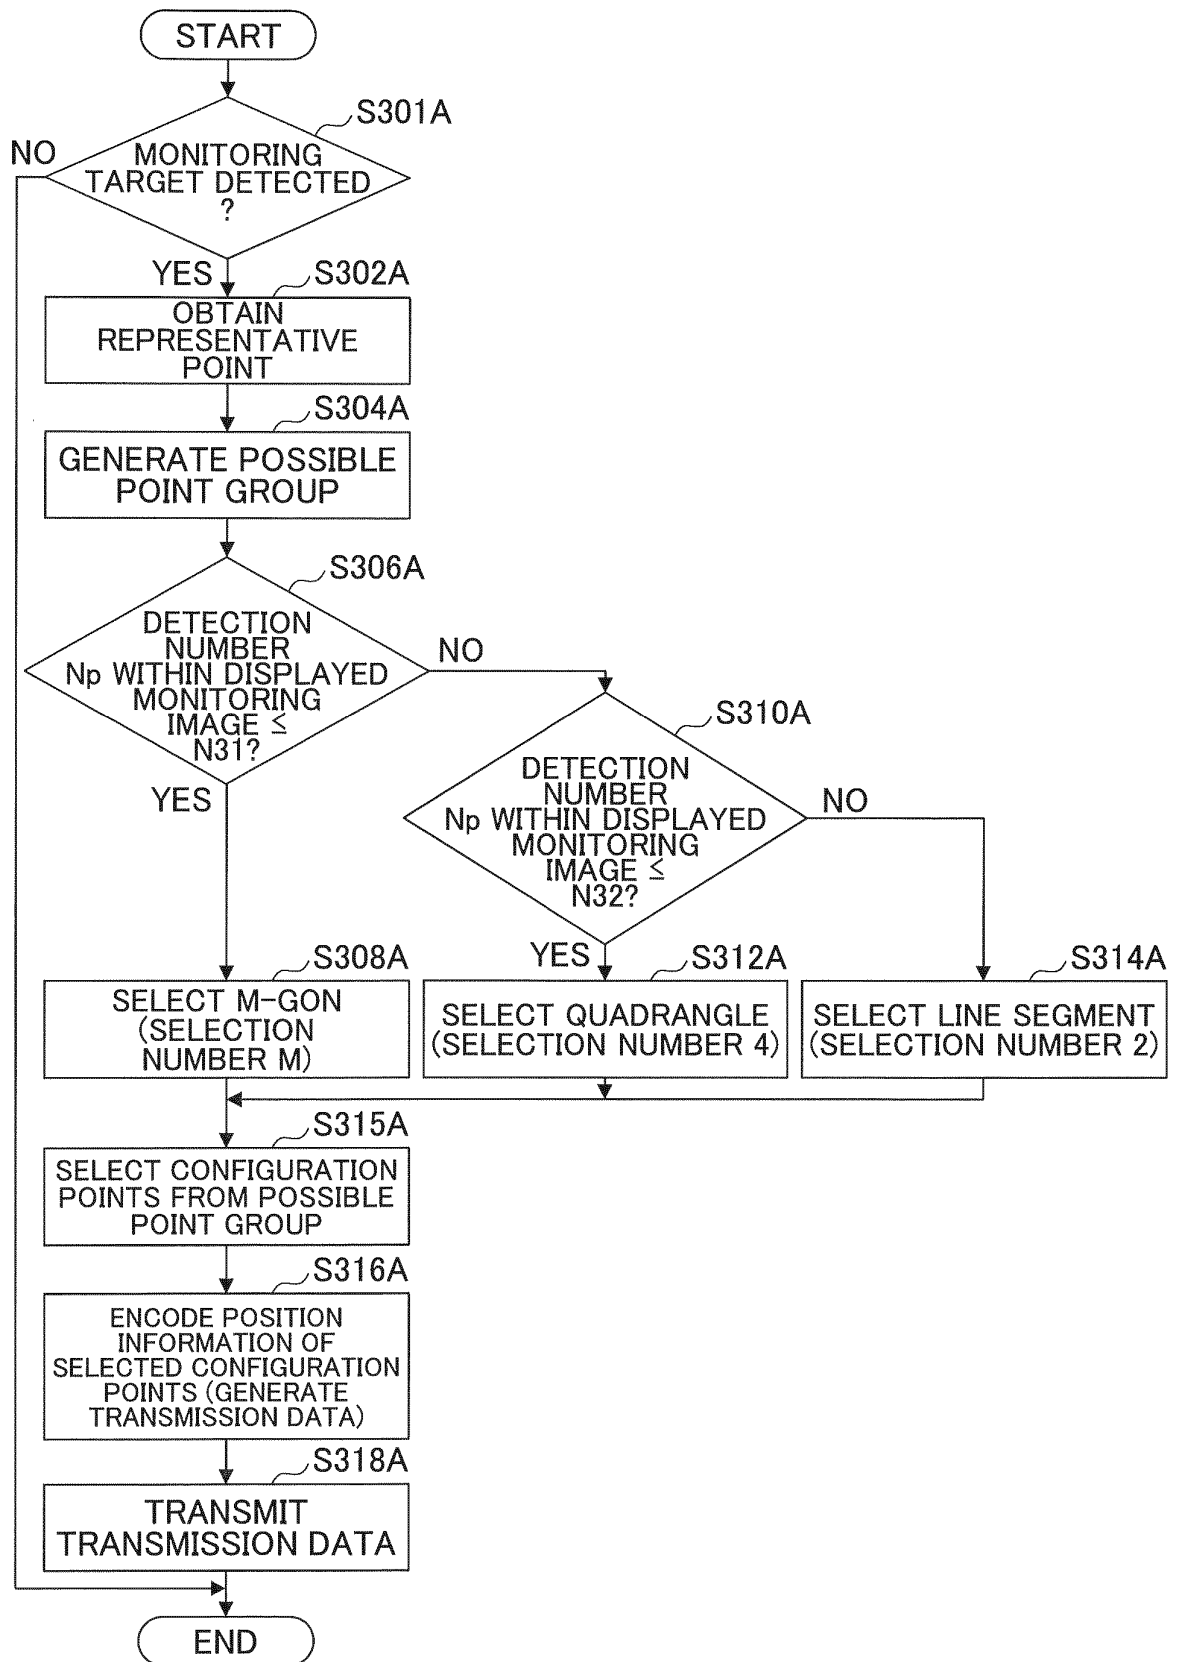 START
S301A
NO
MONITORING
TARGET DETECTED
?
YES
S302A
OBTAIN
REPRESENTATIVE
POINT
S304A
GENERATE POSSIBLE
POINT GROUP
S306A
DETECTION
NUMBER
Np WITHIN DISPLAYED
MONITORING
IMAGE ≤
N31?
NO
YES
S310A
DETECTION
NUMBER
Np WITHIN DISPLAYED
MONITORING
IMAGE ≤
N32?
NO
YES
S308A
SELECT M-GON
(SELECTION
NUMBER M)
S312A
SELECT QUADRANGLE
(SELECTION NUMBER 4)
S314A
SELECT LINE SEGMENT
(SELECTION NUMBER 2)
S315A
SELECT CONFIGURATION
POINTS FROM POSSIBLE
POINT GROUP
S316A
ENCODE POSITION
INFORMATION OF
SELECTED CONFIGURATION
POINTS (GENERATE
TRANSMISSION DATA)
S318A
TRANSMIT
TRANSMISSION DATA
END